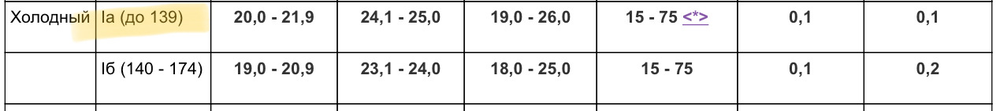 Холодный Iа (до 139) 20,0 - 21,9 24,1 - 25,0 19,0 - 26,0 15 - 75 <*> 0,1 0,1
Iб (140 - 174) 19,0 - 20,9 23,1 - 24,0 18,0 - 25,0 15 - 75 0,1 0,2